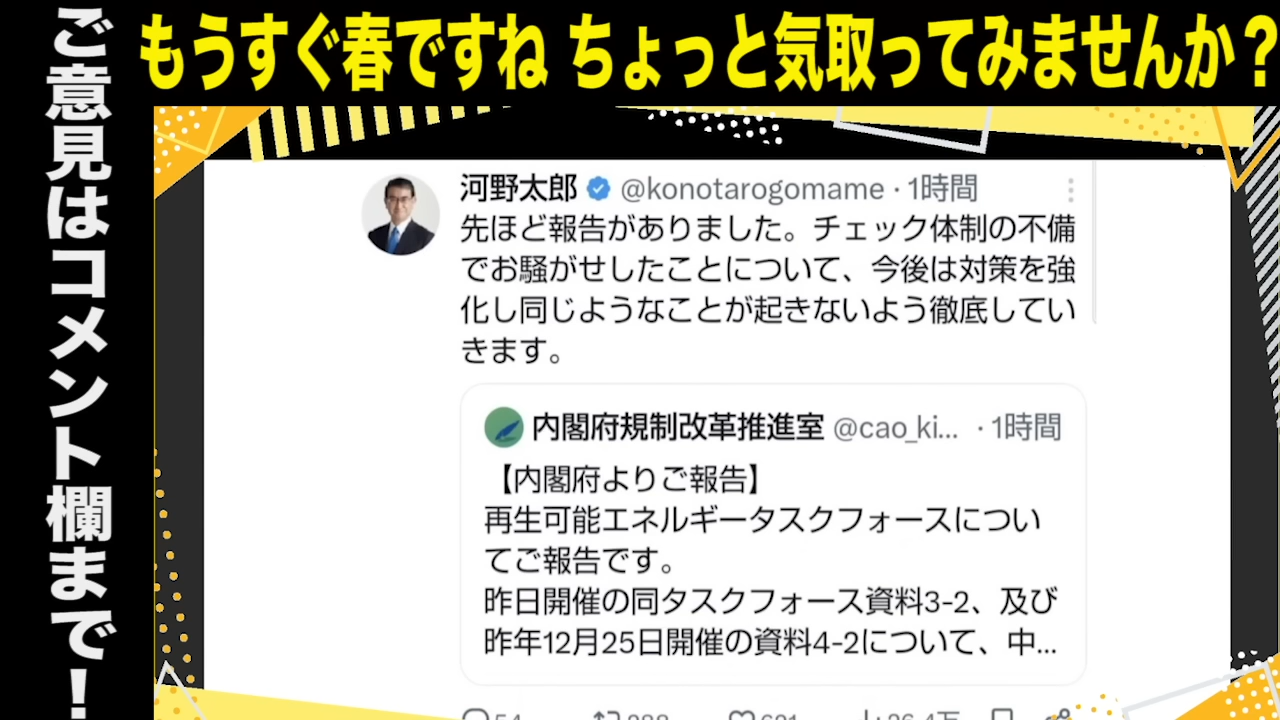 もうすぐ春ですね ちょっと気取ってみませんか？
ご意見はコメント欄まで！
河野太郎 @konotarogomame · 1時間
先ほど報告がありました。チェック体制の不備
でお騒がせしたことについて、今後は対策を強
化し同じようなことが起きないよう徹底してい
きます。
内閣府規制改革推進室 @cao_ki... · 1時間
【内閣府よりご報告】
再生可能エネルギータスクフォースについ
てご報告です。
昨日開催の同タスクフォース資料3-2、及び
昨年12月25日開催の資料4-2について、中...